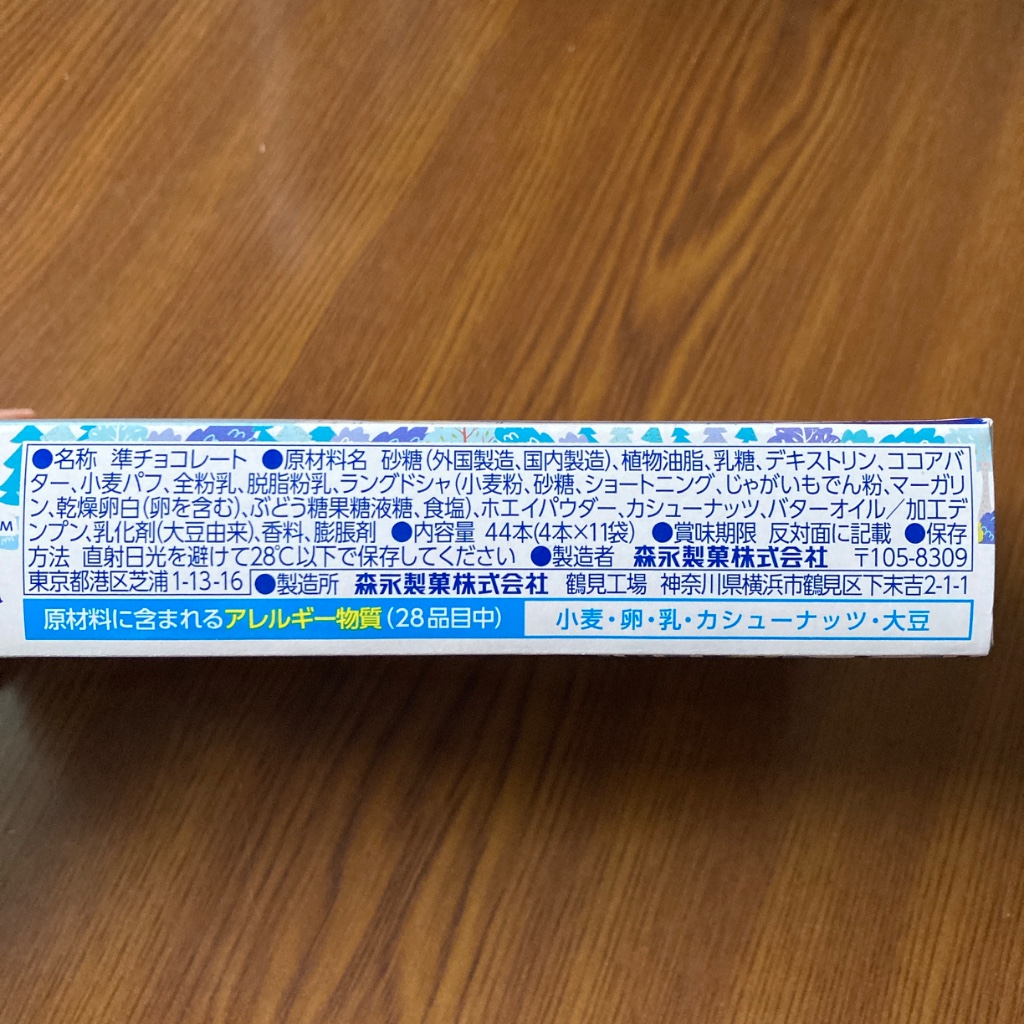 ●名称 準チョコレート ●原材料名 砂糖(外国製造、国内製造)、植物油脂、乳糖、デキストリン、ココアバ
ター、小麦パフ、全粉乳、脱脂粉乳、ラングドシャ(小麦粉、砂糖、ショートニング、じゃがいもでん粉、マーガリ
ン、乾燥卵白(卵を含む)、ぶどう糖果糖液糖、食塩)、ホエイパウダー、カシューナッツ、バターオイル/加工デ
ンプン、乳化剤(大豆由来)、香料、膨脹剤 ●内容量 44本(4本×11袋) ●賞味期限 反対面に記載 ●保存
方法 直射日光を避けて28℃以下で保存してください ●製造者 森永製菓株式会社 〒105-8309
東京都港区芝浦1-13-16 ●製造所 森永製菓株式会社 鶴見工場 神奈川県横浜市鶴見区下末吉2-1-1
原材料に含まれるアレルギー物質(28品目中) 小麦・卵・乳・カシューナッツ・大豆
TM